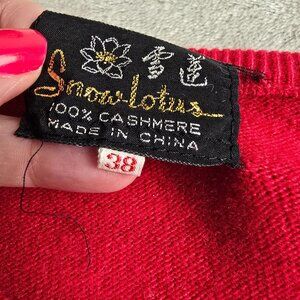 雪蓮
Snow-lotus
100% CASHMERE
MADE IN CHINA
38